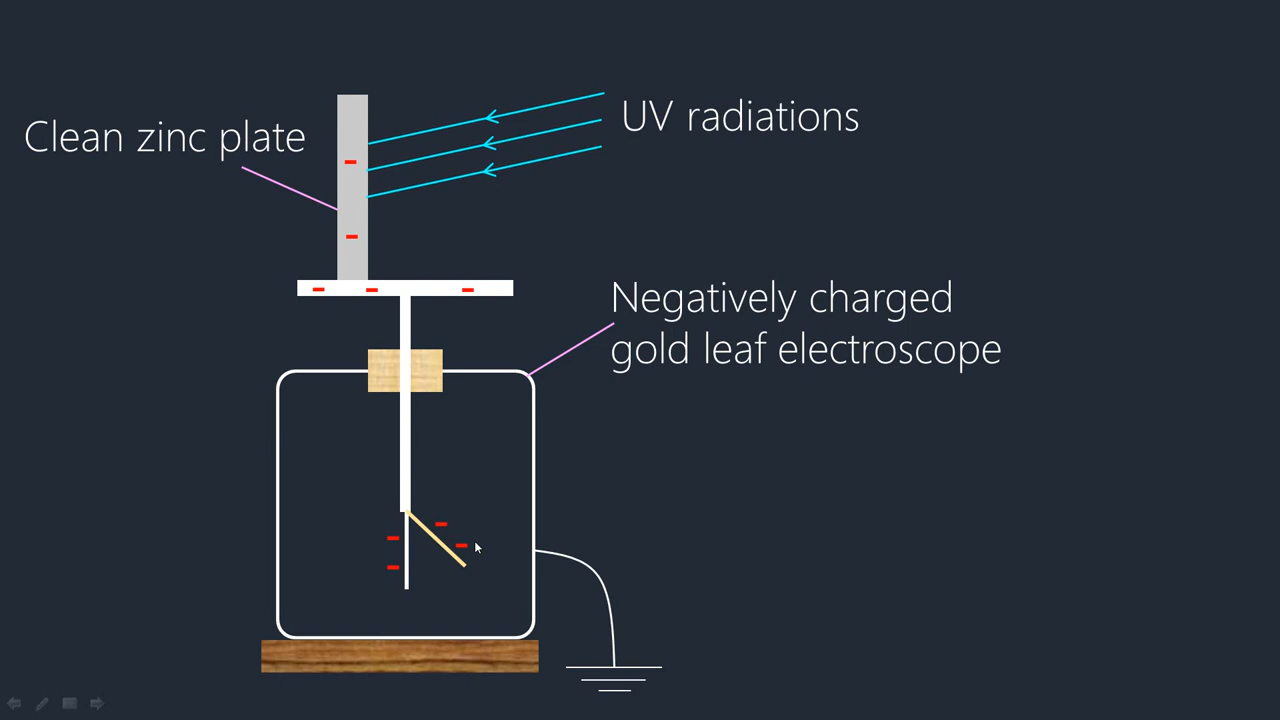 Clean zinc plate
UV radiations
Negatively charged
gold leaf electroscope